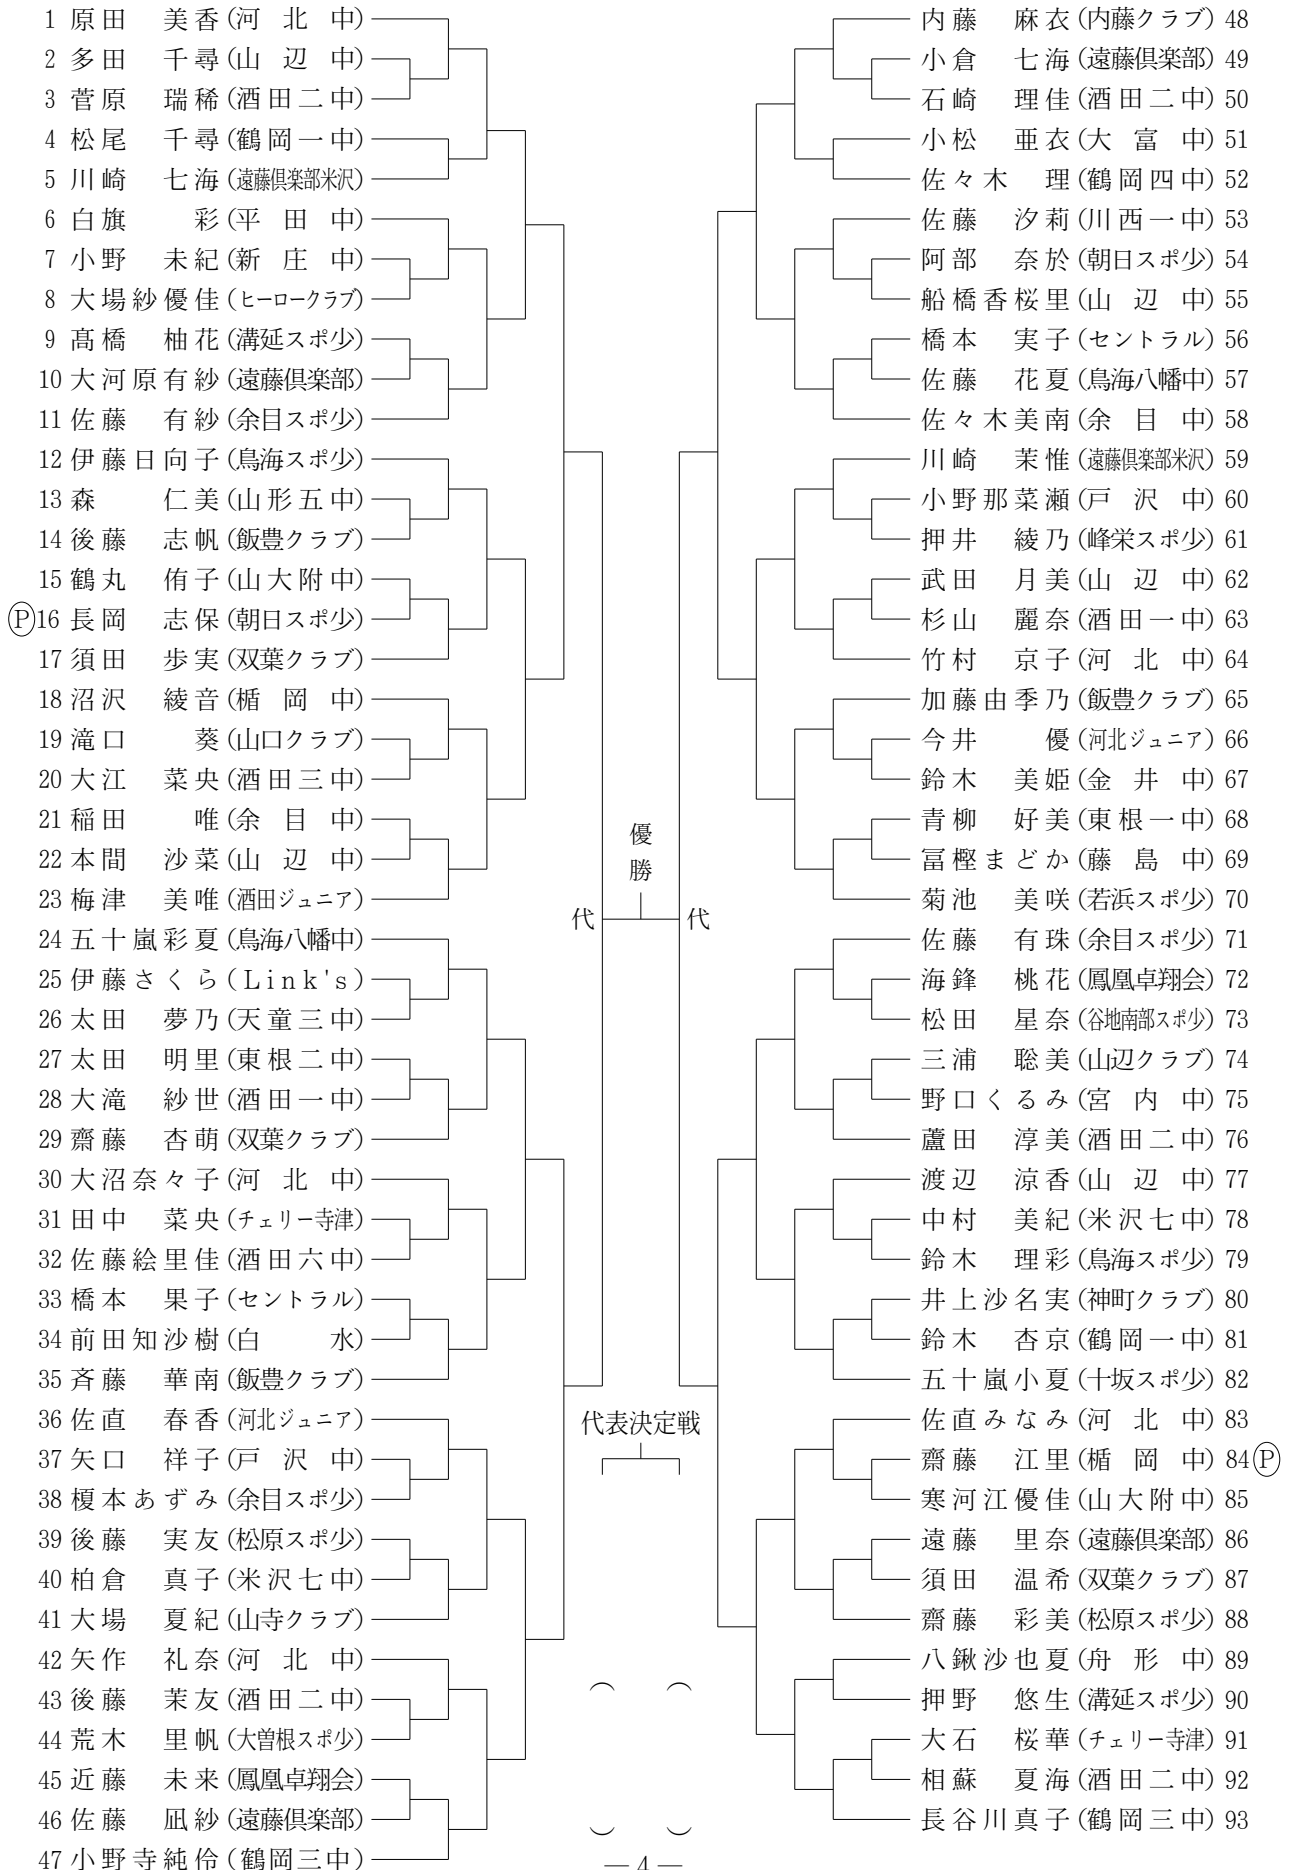 1 原田 美香 (河北中)
2 多田 千尋 (山辺中)
3 菅原 瑞稀 (酒田二中)
4 松尾 千尋 (鶴岡一中)
5 川崎 七海 (遠藤倶楽部米沢)
6 白旗 彩 (平田中)
7 小野 未紀 (新庄中)
8 大場紗優佳 (ヒーロークラブ)
9 髙橋 柚花 (溝延スポ少)
10 大河原有紗 (遠藤倶楽部)
11 佐藤 有紗 (余目スポ少)
12 伊藤日向子 (鳥海スポ少)
13 森 仁美 (山形五中)
14 後藤 志帆 (飯豊クラブ)
15 鶴丸 侑子 (山大附中)
Ⓟ16 長岡 志保 (朝日スポ少)
17 須田 歩実 (双葉クラブ)
18 沼沢 綾音 (楯岡中)
19 滝口 葵 (山口クラブ)
20 大江 菜央 (酒田三中)
21 稲田 唯 (余目中)
22 本間 沙菜 (山辺中)
23 梅津 美唯 (酒田ジュニア)
24 五十嵐彩夏 (鳥海八幡中)
25 伊藤さくら (Link's)
26 太田 夢乃 (天童三中)
27 太田 明里 (東根二中)
28 大滝 紗世 (酒田一中)
29 齋藤 杏萌 (双葉クラブ)
30 大沼奈々子 (河北中)
31 田中 菜央 (チェリー寺津)
32 佐藤絵里佳 (酒田六中)
33 橋本 果子 (セントラル)
34 前田知沙樹 (白水)
35 斉藤 華南 (飯豊クラブ)
36 佐直 春香 (河北ジュニア)
37 矢口 祥子 (戸沢中)
38 榎本あずみ (余目スポ少)
39 後藤 実友 (松原スポ少)
40 柏倉 真子 (米沢七中)
41 大場 夏紀 (山寺クラブ)
42 矢作 礼奈 (河北中)
43 後藤 茉友 (酒田二中)
44 荒木 里帆 (大曽根スポ少)
45 近藤 未来 (鳳凰卓翔会)
46 佐藤 凪紗 (遠藤倶楽部)
47 小野寺純伶 (鶴岡三中)
優勝
代 代
代表決定戦
( )
( )
内藤 麻衣 (内藤クラブ) 48
小倉 七海 (遠藤倶楽部) 49
石崎 理佳 (酒田二中) 50
小松 亜衣 (大富中) 51
佐々木 理 (鶴岡四中) 52
佐藤 汐莉 (川西一中) 53
阿部 奈於 (朝日スポ少) 54
船橋香桜里 (山辺中) 55
橋本 実子 (セントラル) 56
佐藤 花夏 (鳥海八幡中) 57
佐々木美南 (余目中) 58
川崎 茉惟 (遠藤倶楽部米沢) 59
小野那菜瀬 (戸沢中) 60
押井 綾乃 (峰栄スポ少) 61
武田 月美 (山辺中) 62
杉山 麗奈 (酒田一中) 63
竹村 京子 (河北中) 64
加藤由季乃 (飯豊クラブ) 65
今井 優 (河北ジュニア) 66
鈴木 美姫 (金井中) 67
青柳 好美 (東根一中) 68
冨樫まどか (藤島中) 69
菊池 美咲 (若浜スポ少) 70
佐藤 有珠 (余目スポ少) 71
海鋒 桃花 (鳳凰卓翔会) 72
松田 星奈 (谷地南部スポ少) 73
三浦 聡美 (山辺クラブ) 74
野口くるみ (宮内中) 75
蘆田 淳美 (酒田二中) 76
渡辺 涼香 (山辺中) 77
中村 美紀 (米沢七中) 78
鈴木 理彩 (鳥海スポ少) 79
井上沙名実 (神町クラブ) 80
鈴木 杏京 (鶴岡一中) 81
五十嵐小夏 (十坂スポ少) 82
佐直みなみ (河北中) 83
齋藤 江里 (楯岡中) 84Ⓟ
寒河江優佳 (山大附中) 85
遠藤 里奈 (遠藤倶楽部) 86
須田 温希 (双葉クラブ) 87
齋藤 彩美 (松原スポ少) 88
八鍬沙也夏 (舟形中) 89
押野 悠生 (溝延スポ少) 90
大石 桜華 (チェリー寺津) 91
相蘇 夏海 (酒田二中) 92
長谷川真子 (鶴岡三中) 93
― 4 ―